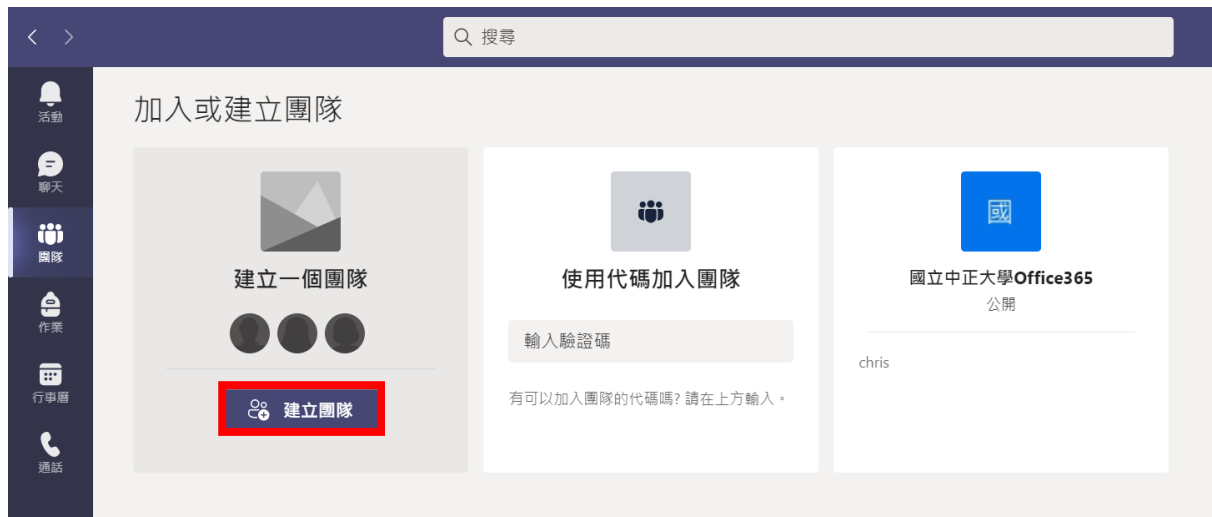 搜尋
活動
聊天
團隊
作業
行事曆
通話
加入或建立團隊
建立一個團隊
建立團隊
使用代碼加入團隊
輸入驗證碼
有可以加入團隊的代碼嗎? 請在上方輸入。
國
國立中正大學Office365
公開
chris